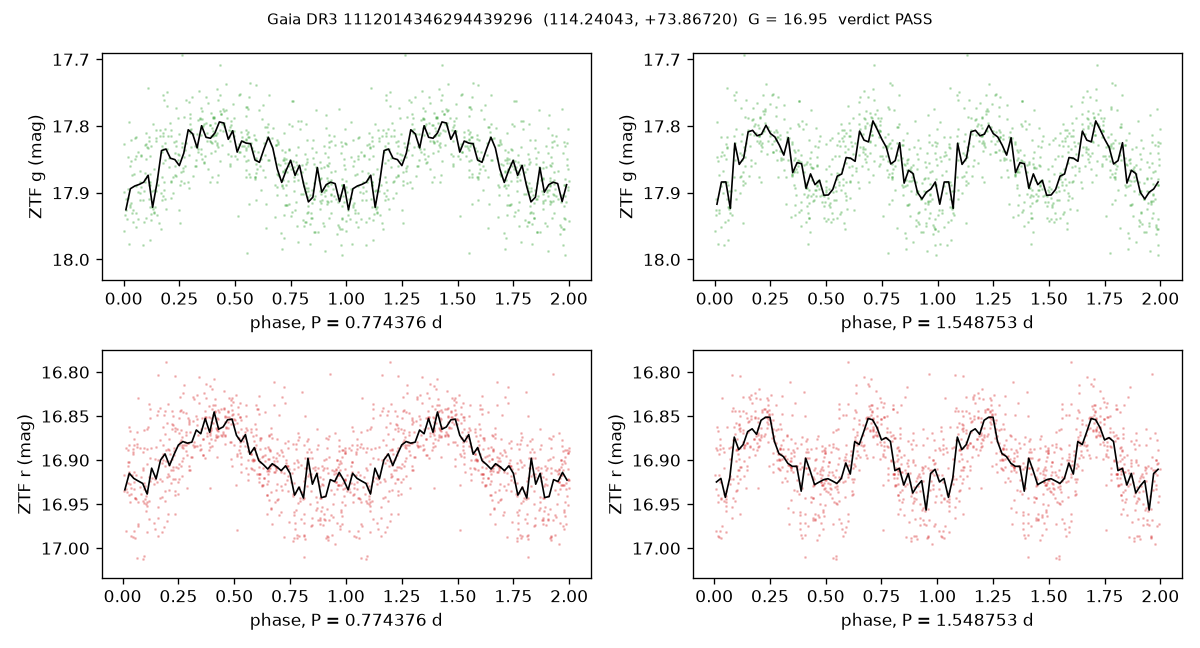 Gaia DR3 1112014346294439296  (114.24043, +73.86720)  G = 16.95  verdict PASS
ZTF g (mag)
17.7
17.8
17.9
18.0
0.00 0.25 0.50 0.75 1.00 1.25 1.50 1.75 2.00
phase, P = 0.774376 d
ZTF g (mag)
17.7
17.8
17.9
18.0
0.00 0.25 0.50 0.75 1.00 1.25 1.50 1.75 2.00
phase, P = 1.548753 d
ZTF r (mag)
16.80
16.85
16.90
16.95
17.00
0.00 0.25 0.50 0.75 1.00 1.25 1.50 1.75 2.00
phase, P = 0.774376 d
ZTF r (mag)
16.80
16.85
16.90
16.95
17.00
0.00 0.25 0.50 0.75 1.00 1.25 1.50 1.75 2.00
phase, P = 1.548753 d